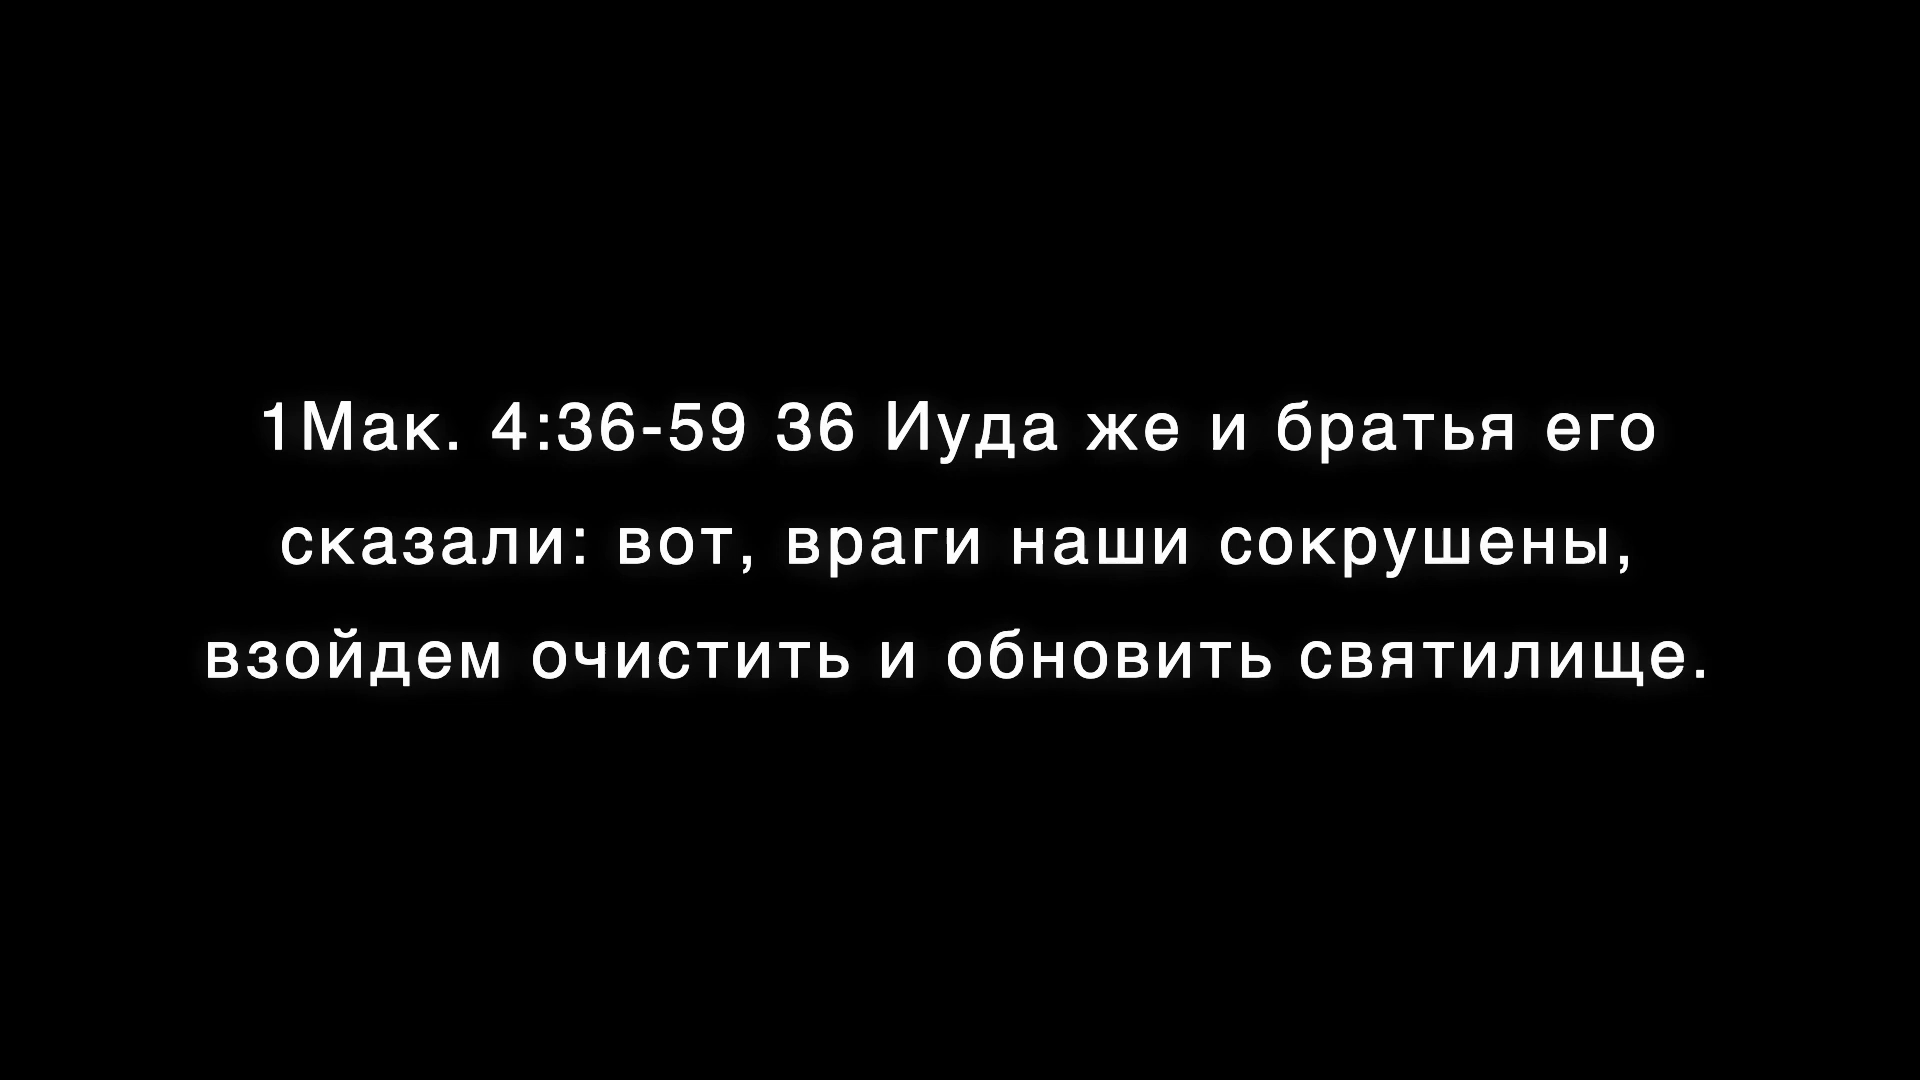 1Мак. 4:36-59 36 Иуда же и братья его
сказали: вот, враги наши сокрушены,
взойдем очистить и обновить святилище.